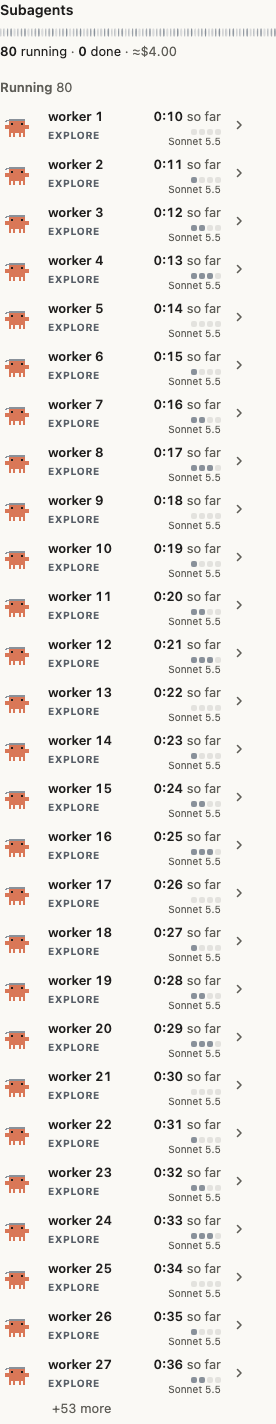 Subagents
80 running · 0 done · ≈$4.00
Running 80
worker 1 0:10 so far
EXPLORE
Sonnet 5.5
worker 2 0:11 so far
EXPLORE
Sonnet 5.5
worker 3 0:12 so far
EXPLORE
Sonnet 5.5
worker 4 0:13 so far
EXPLORE
Sonnet 5.5
worker 5 0:14 so far
EXPLORE
Sonnet 5.5
worker 6 0:15 so far
EXPLORE
Sonnet 5.5
worker 7 0:16 so far
EXPLORE
Sonnet 5.5
worker 8 0:17 so far
EXPLORE
Sonnet 5.5
worker 9 0:18 so far
EXPLORE
Sonnet 5.5
worker 10 0:19 so far
EXPLORE
Sonnet 5.5
worker 11 0:20 so far
EXPLORE
Sonnet 5.5
worker 12 0:21 so far
EXPLORE
Sonnet 5.5
worker 13 0:22 so far
EXPLORE
Sonnet 5.5
worker 14 0:23 so far
EXPLORE
Sonnet 5.5
worker 15 0:24 so far
EXPLORE
Sonnet 5.5
worker 16 0:25 so far
EXPLORE
Sonnet 5.5
worker 17 0:26 so far
EXPLORE
Sonnet 5.5
worker 18 0:27 so far
EXPLORE
Sonnet 5.5
worker 19 0:28 so far
EXPLORE
Sonnet 5.5
worker 20 0:29 so far
EXPLORE
Sonnet 5.5
worker 21 0:30 so far
EXPLORE
Sonnet 5.5
worker 22 0:31 so far
EXPLORE
Sonnet 5.5
worker 23 0:32 so far
EXPLORE
Sonnet 5.5
worker 24 0:33 so far
EXPLORE
Sonnet 5.5
worker 25 0:34 so far
EXPLORE
Sonnet 5.5
worker 26 0:35 so far
EXPLORE
Sonnet 5.5
worker 27 0:36 so far
EXPLORE
Sonnet 5.5
+53 more